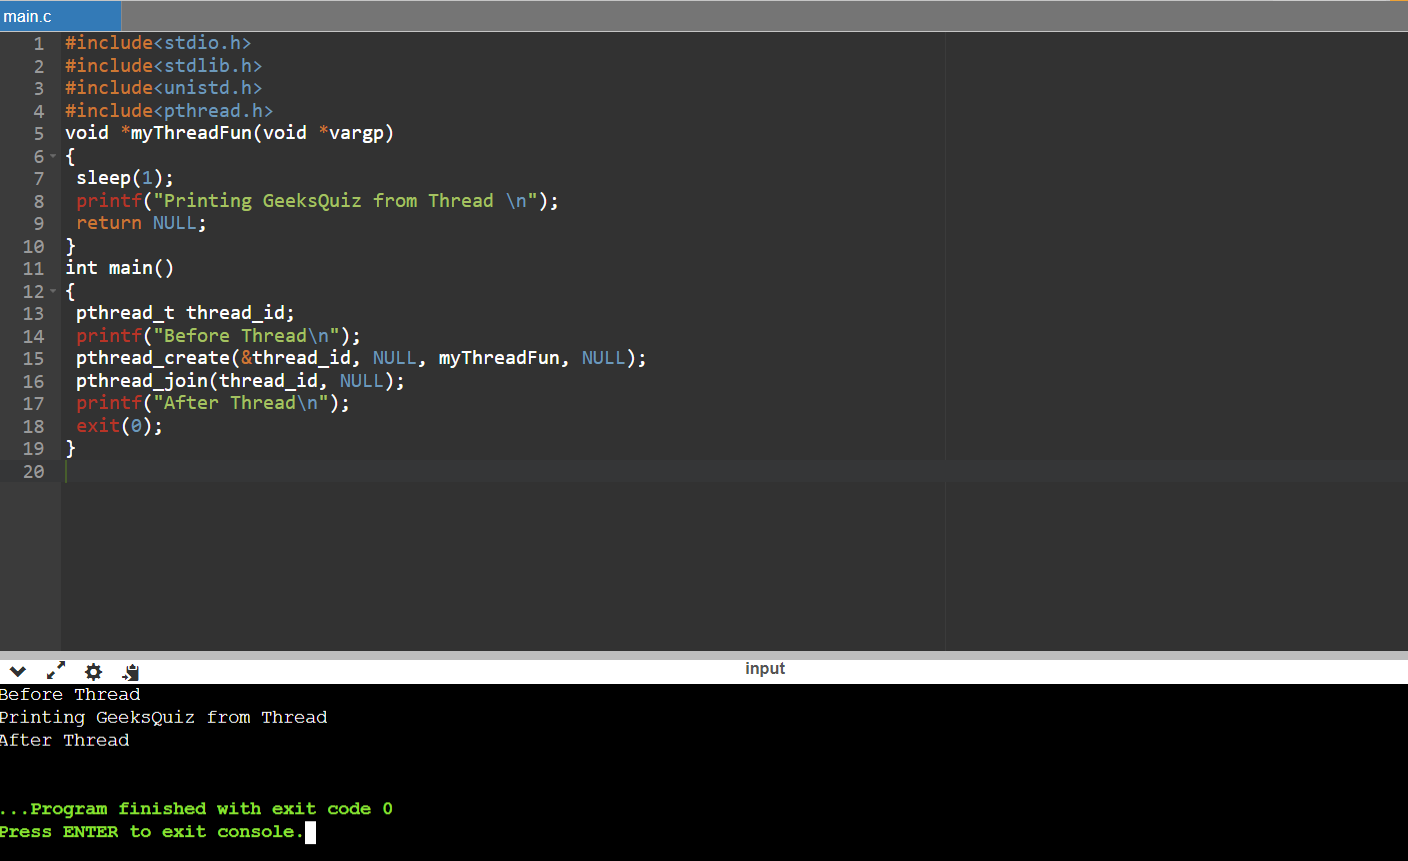 main.c
1 #include<stdio.h>
2 #include<stdlib.h>
3 #include<unistd.h>
4 #include<pthread.h>
5 void *myThreadFun(void *vargp)
6 {
7 sleep(1);
8 printf("Printing GeeksQuiz from Thread \n");
9 return NULL;
10 }
11 int main()
12 {
13 pthread_t thread_id;
14 printf("Before Thread\n");
15 pthread_create(&thread_id, NULL, myThreadFun, NULL);
16 pthread_join(thread_id, NULL);
17 printf("After Thread\n");
18 exit(0);
19 }
20
input
Before Thread
Printing GeeksQuiz from Thread
After Thread
...Program finished with exit code 0
Press ENTER to exit console.